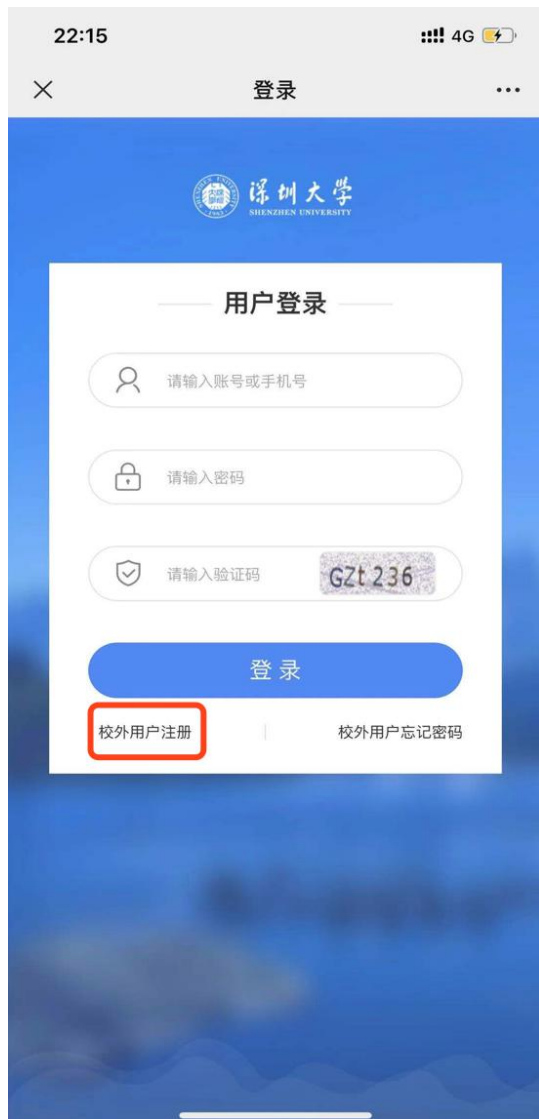 22:15
4G
登录
深圳大学
SHENZHEN UNIVERSITY
用户登录
请输入账号或手机号
请输入密码
请输入验证码
GZt 236
登录
校外用户注册
校外用户忘记密码